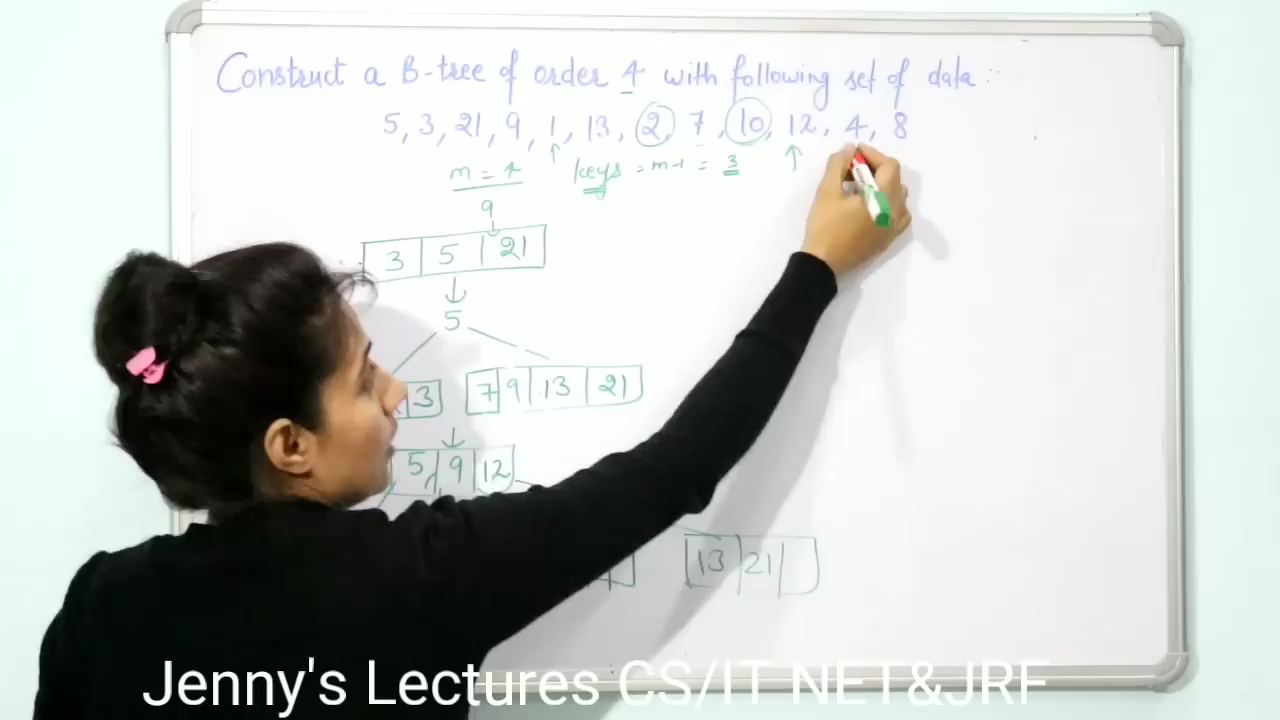 Construct a B-tree of order 4 with following set of data :-
5, 3, 21, 9, 1, 13, 2, 7, 10, 12, 4, 8
m = 4 keys = m-1 = 3
9
3 5 21
5
3 7 9 13 21
5 9 12
13 21
Jenny's Lectures CS/IT NET&JRF